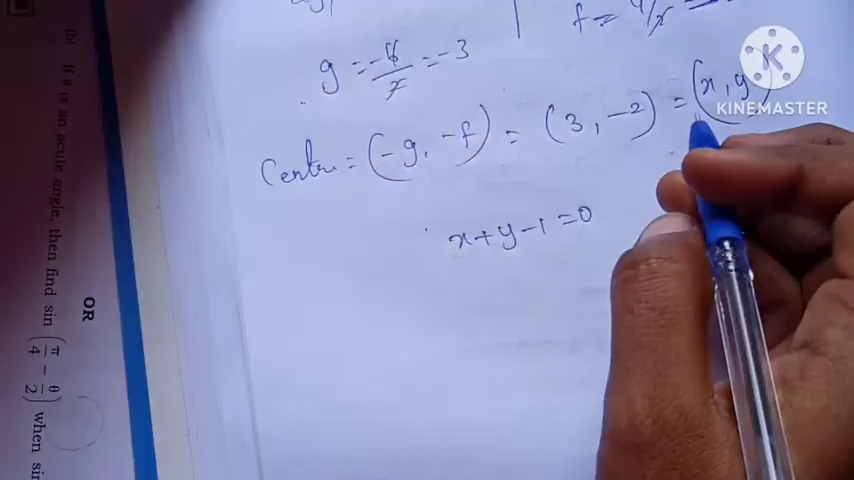 f = 4/2
g = -6/2 = -3
Centre = (-g, -f) = (3, -2) = (x, y)
x + y - 1 = 0
KINEMASTER
(b) If θ is an acute angle, then find sin (π/4 - θ/2) when sin
OR